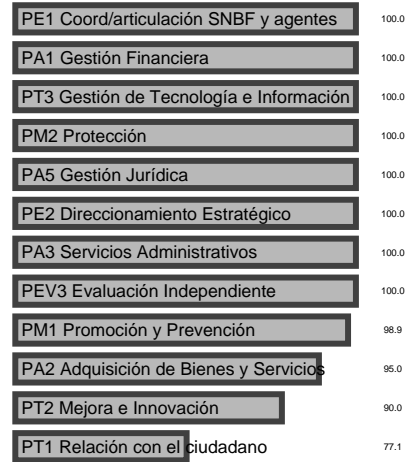 PE1 Coord/articulación SNBF y agentes 100.0
PA1 Gestión Financiera 100.0
PT3 Gestión de Tecnología e Información 100.0
PM2 Protección 100.0
PA5 Gestión Jurídica 100.0
PE2 Direccionamiento Estratégico 100.0
PA3 Servicios Administrativos 100.0
PEV3 Evaluación Independiente 100.0
PM1 Promoción y Prevención 98.9
PA2 Adquisición de Bienes y Servicios 95.0
PT2 Mejora e Innovación 90.0
PT1 Relación con el ciudadano 77.1